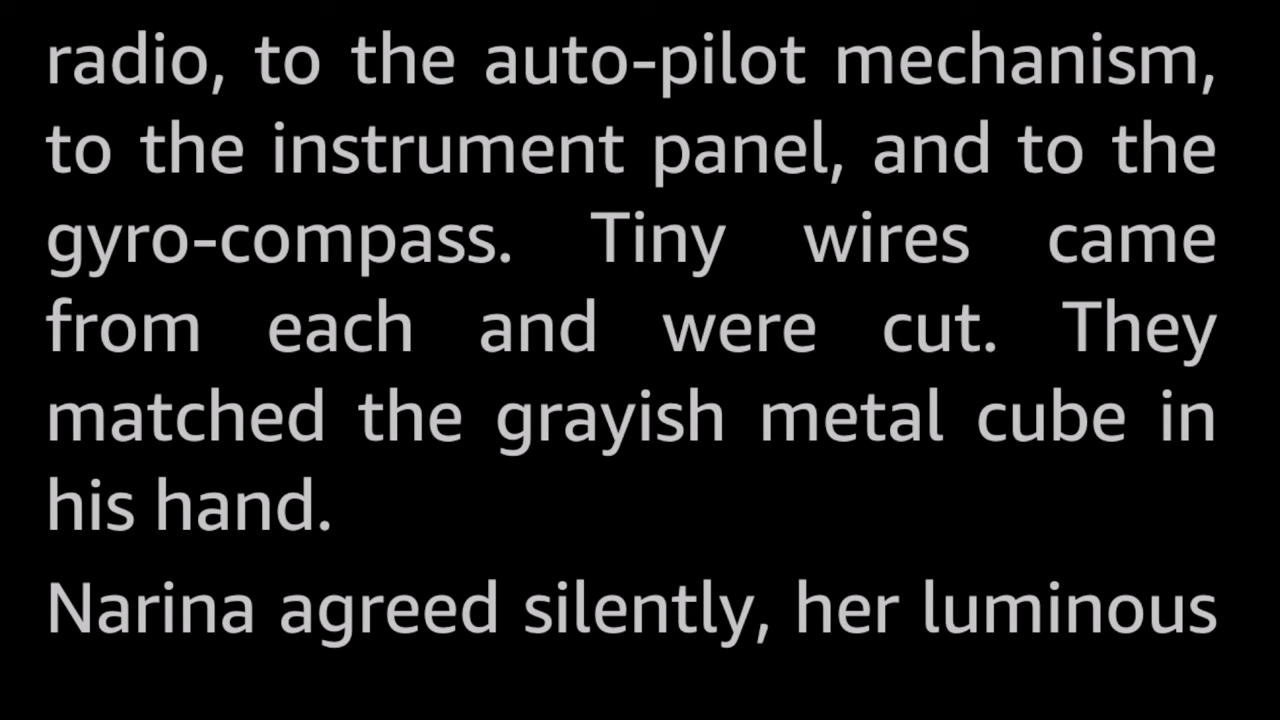 radio, to the auto-pilot mechanism,
to the instrument panel, and to the
gyro-compass. Tiny wires came
from each and were cut. They
matched the grayish metal cube in
his hand.
Narina agreed silently, her luminous